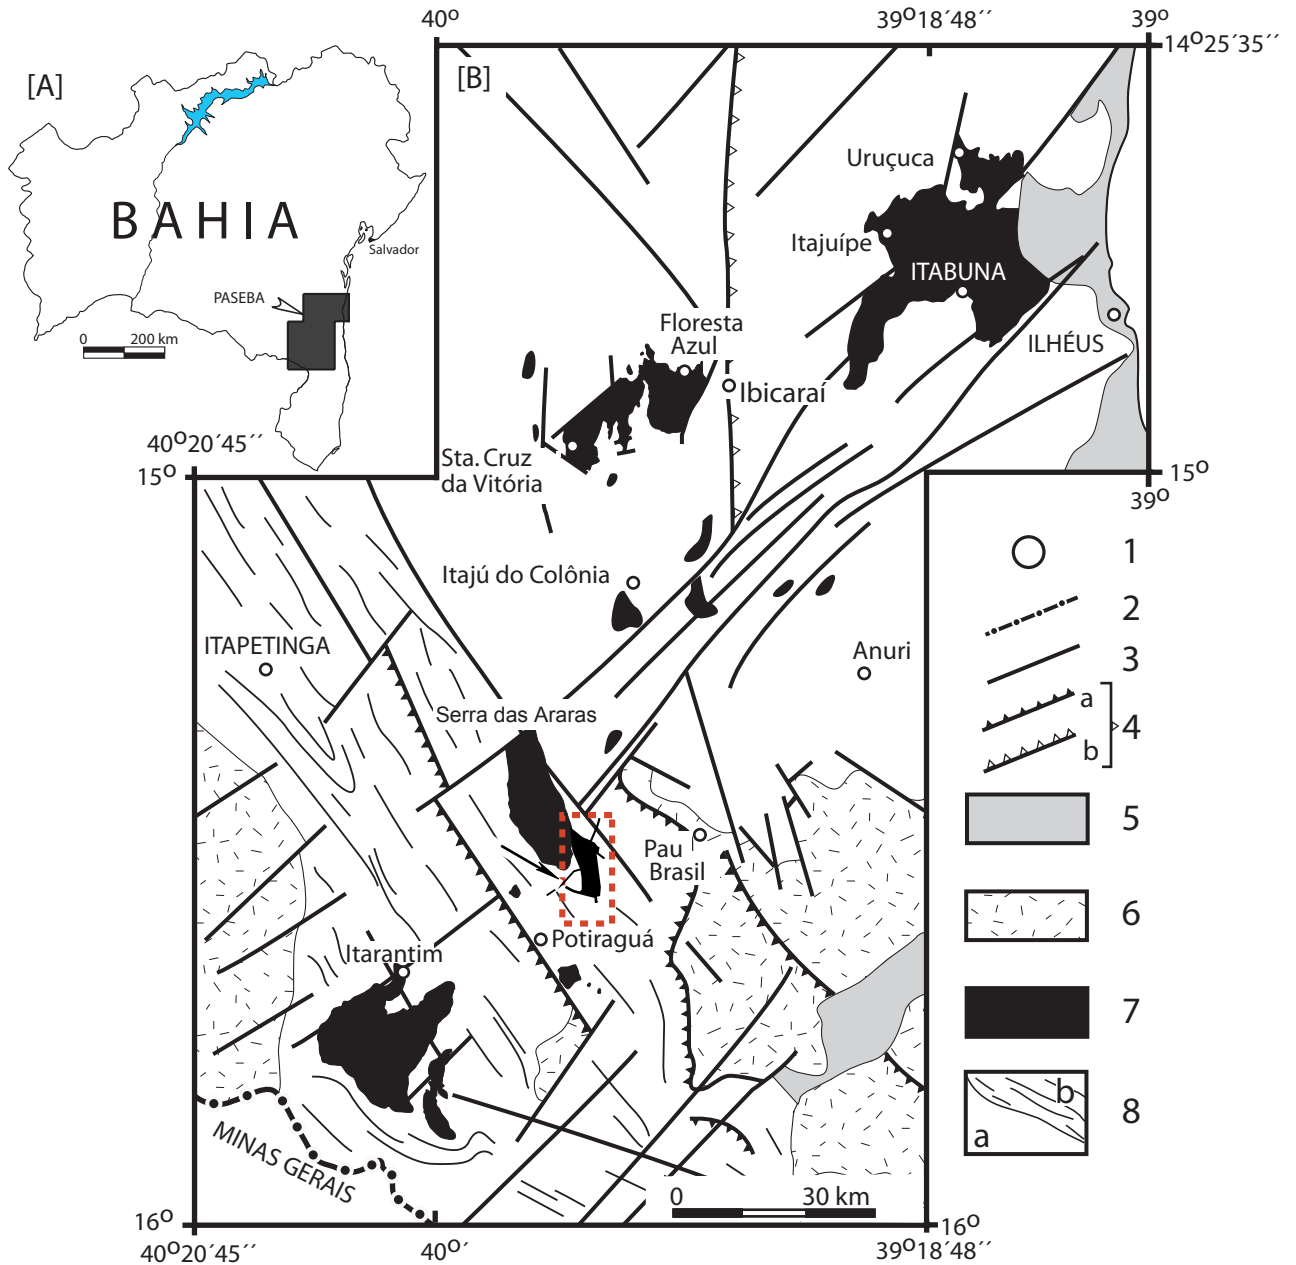 40º
39º18´48´´
39º
14º25´35´´
[A]
[B]
BAHIA
Salvador
PASEBA
0 200 km
Uruçuca
Itajuípe
ITABUNA
ILHÉUS
Floresta
Azul
Ibicaraí
Sta. Cruz
da Vitória
40º20´45´´
15º
15º
39º
Itajú do Colônia
ITAPETINGA
Anuri
Serra das Araras
Pau
Brasil
Potiraguá
Itarantim
MINAS GERAIS
0 30 km
1
2
3
a
4
b
5
6
7
b
8
a
16º
16º
40º20´45´´
40º´
39º18´48´´